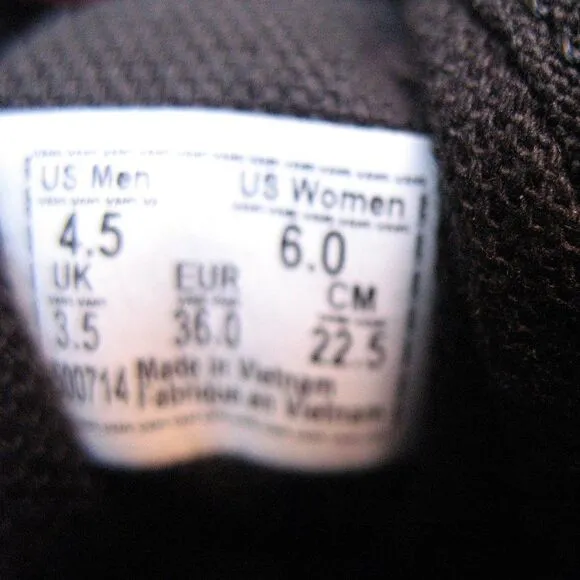 US Men US Women
4.5 6.0
UK EUR CM
3.5 36.0 22.5
Made in Vietnam
Fabriqué en Vietnam